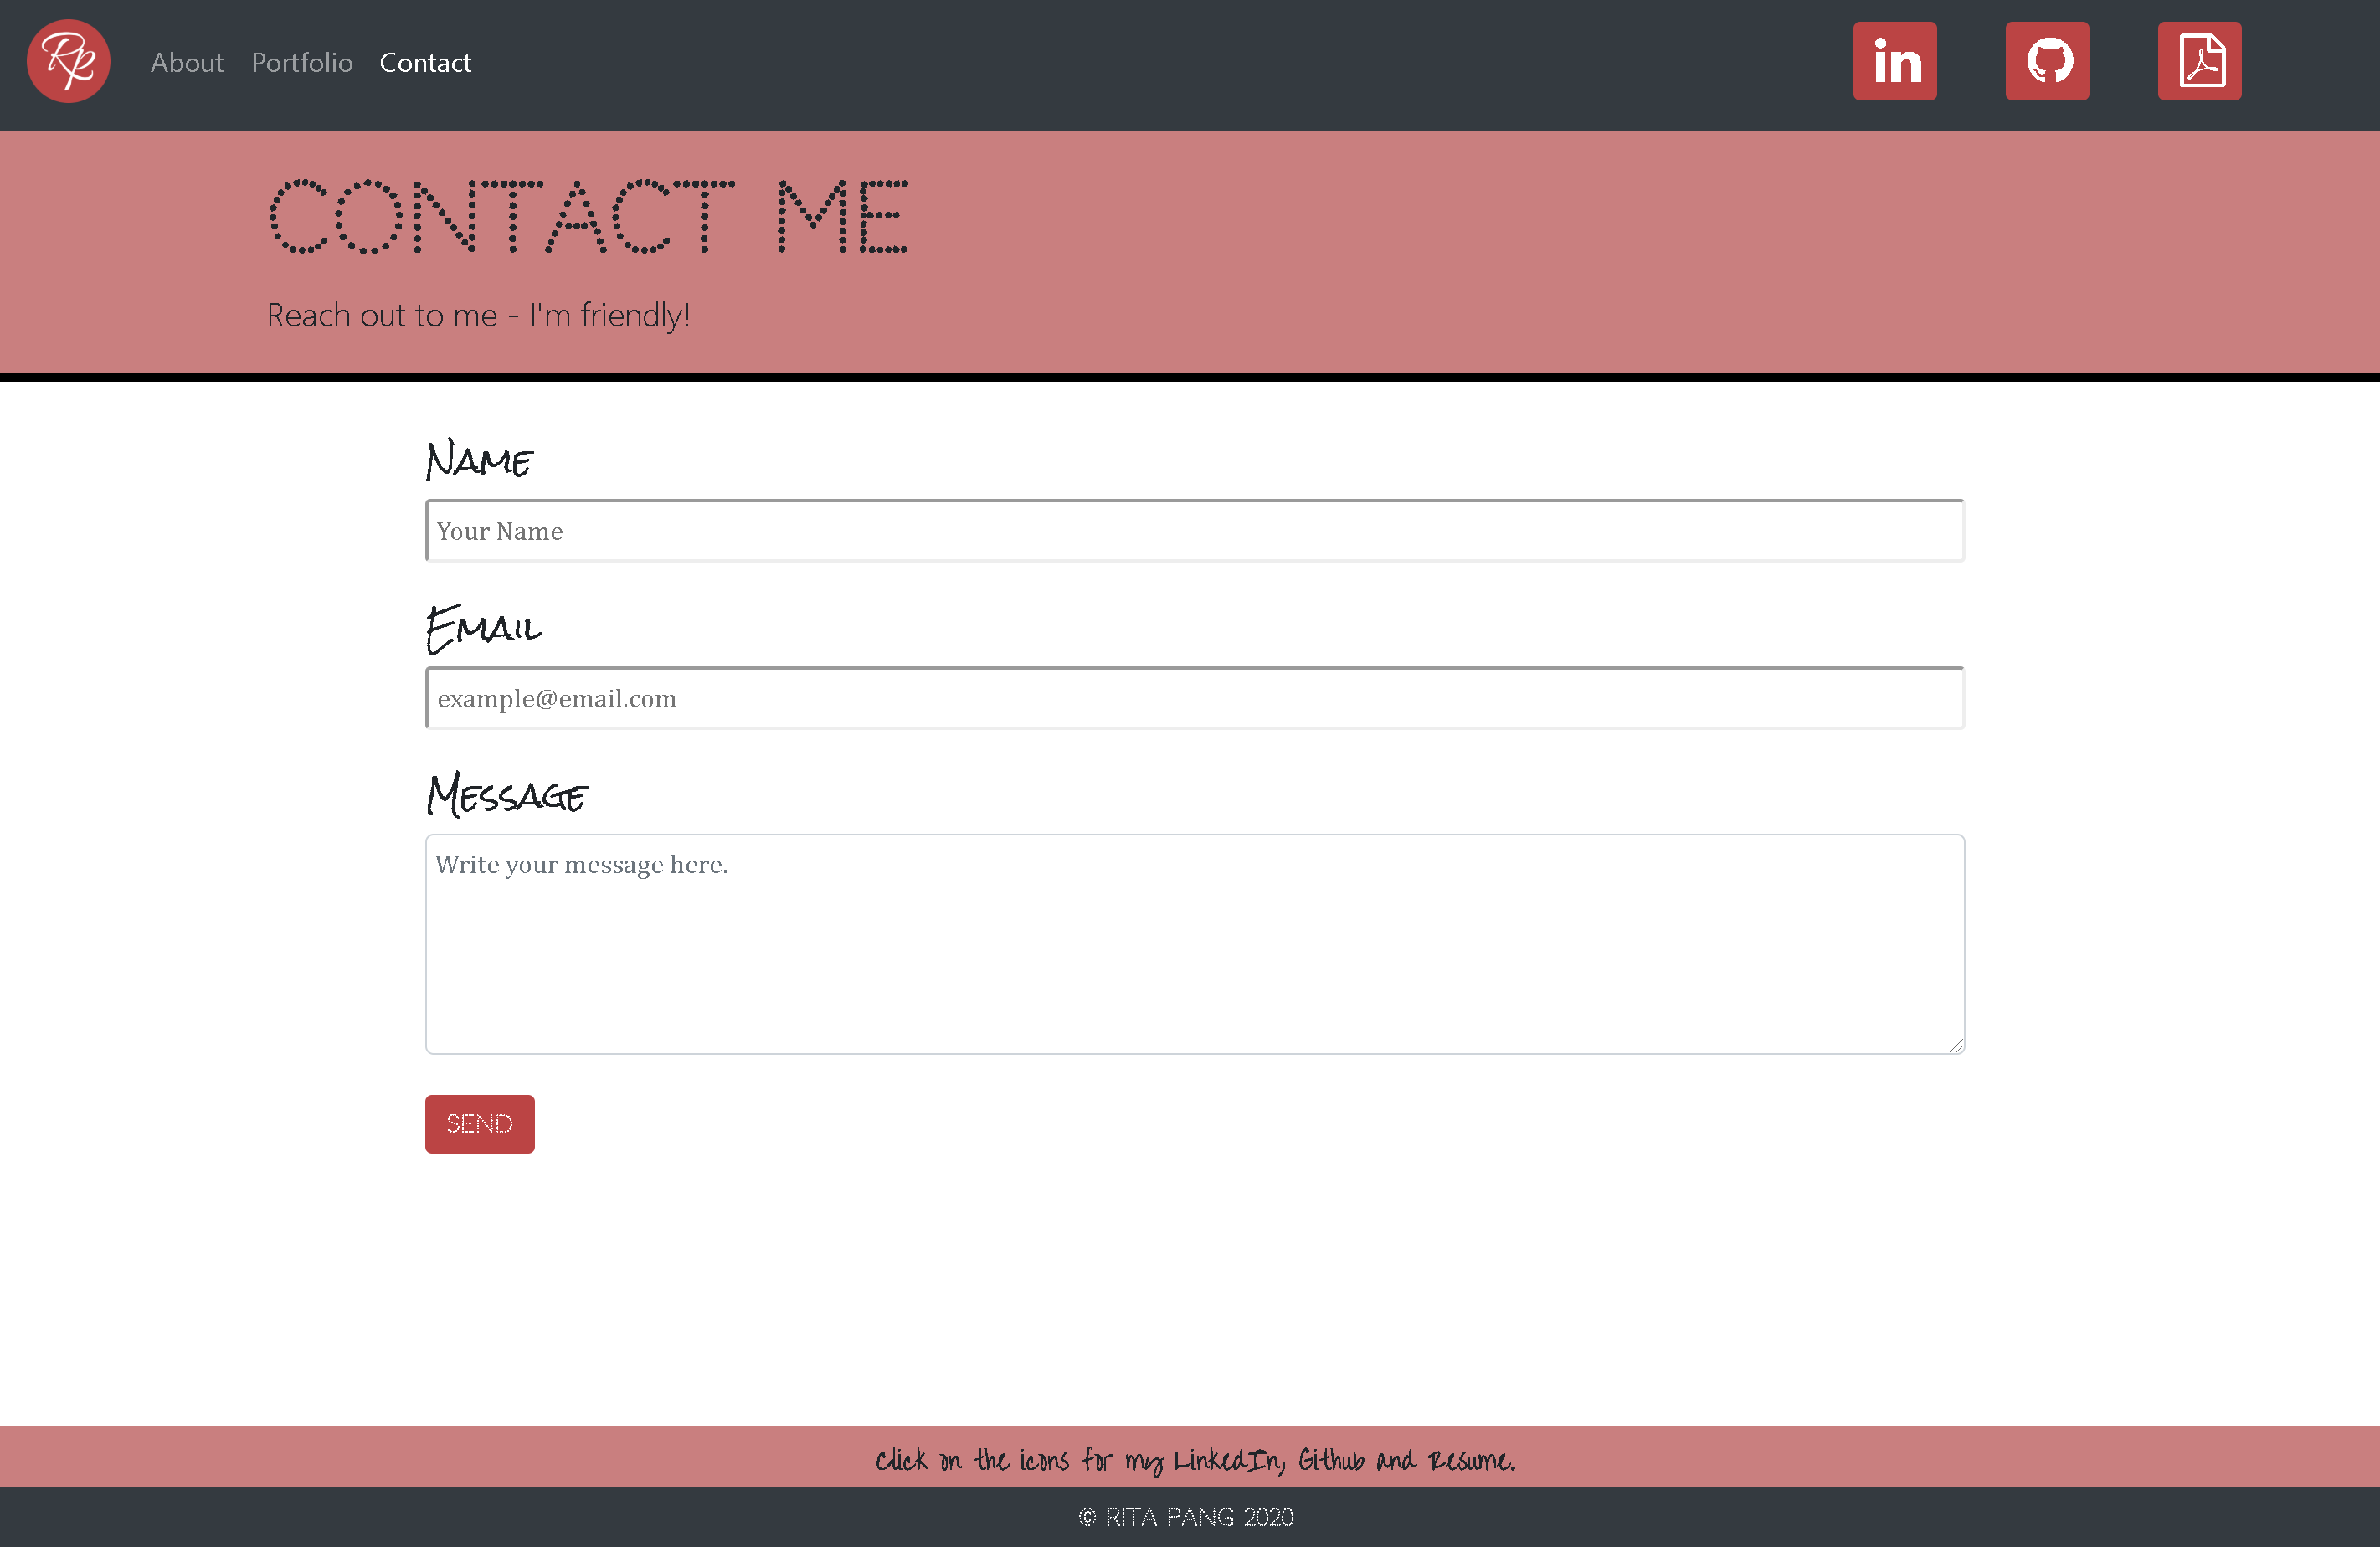 RP
About Portfolio Contact
in
CONTACT ME
Reach out to me - I'm friendly!
Name
Your Name
Email
example@email.com
Message
Write your message here.
SEND
Click on the icons for my LinkedIn, Github and Resume.
© RITA PANG 2020